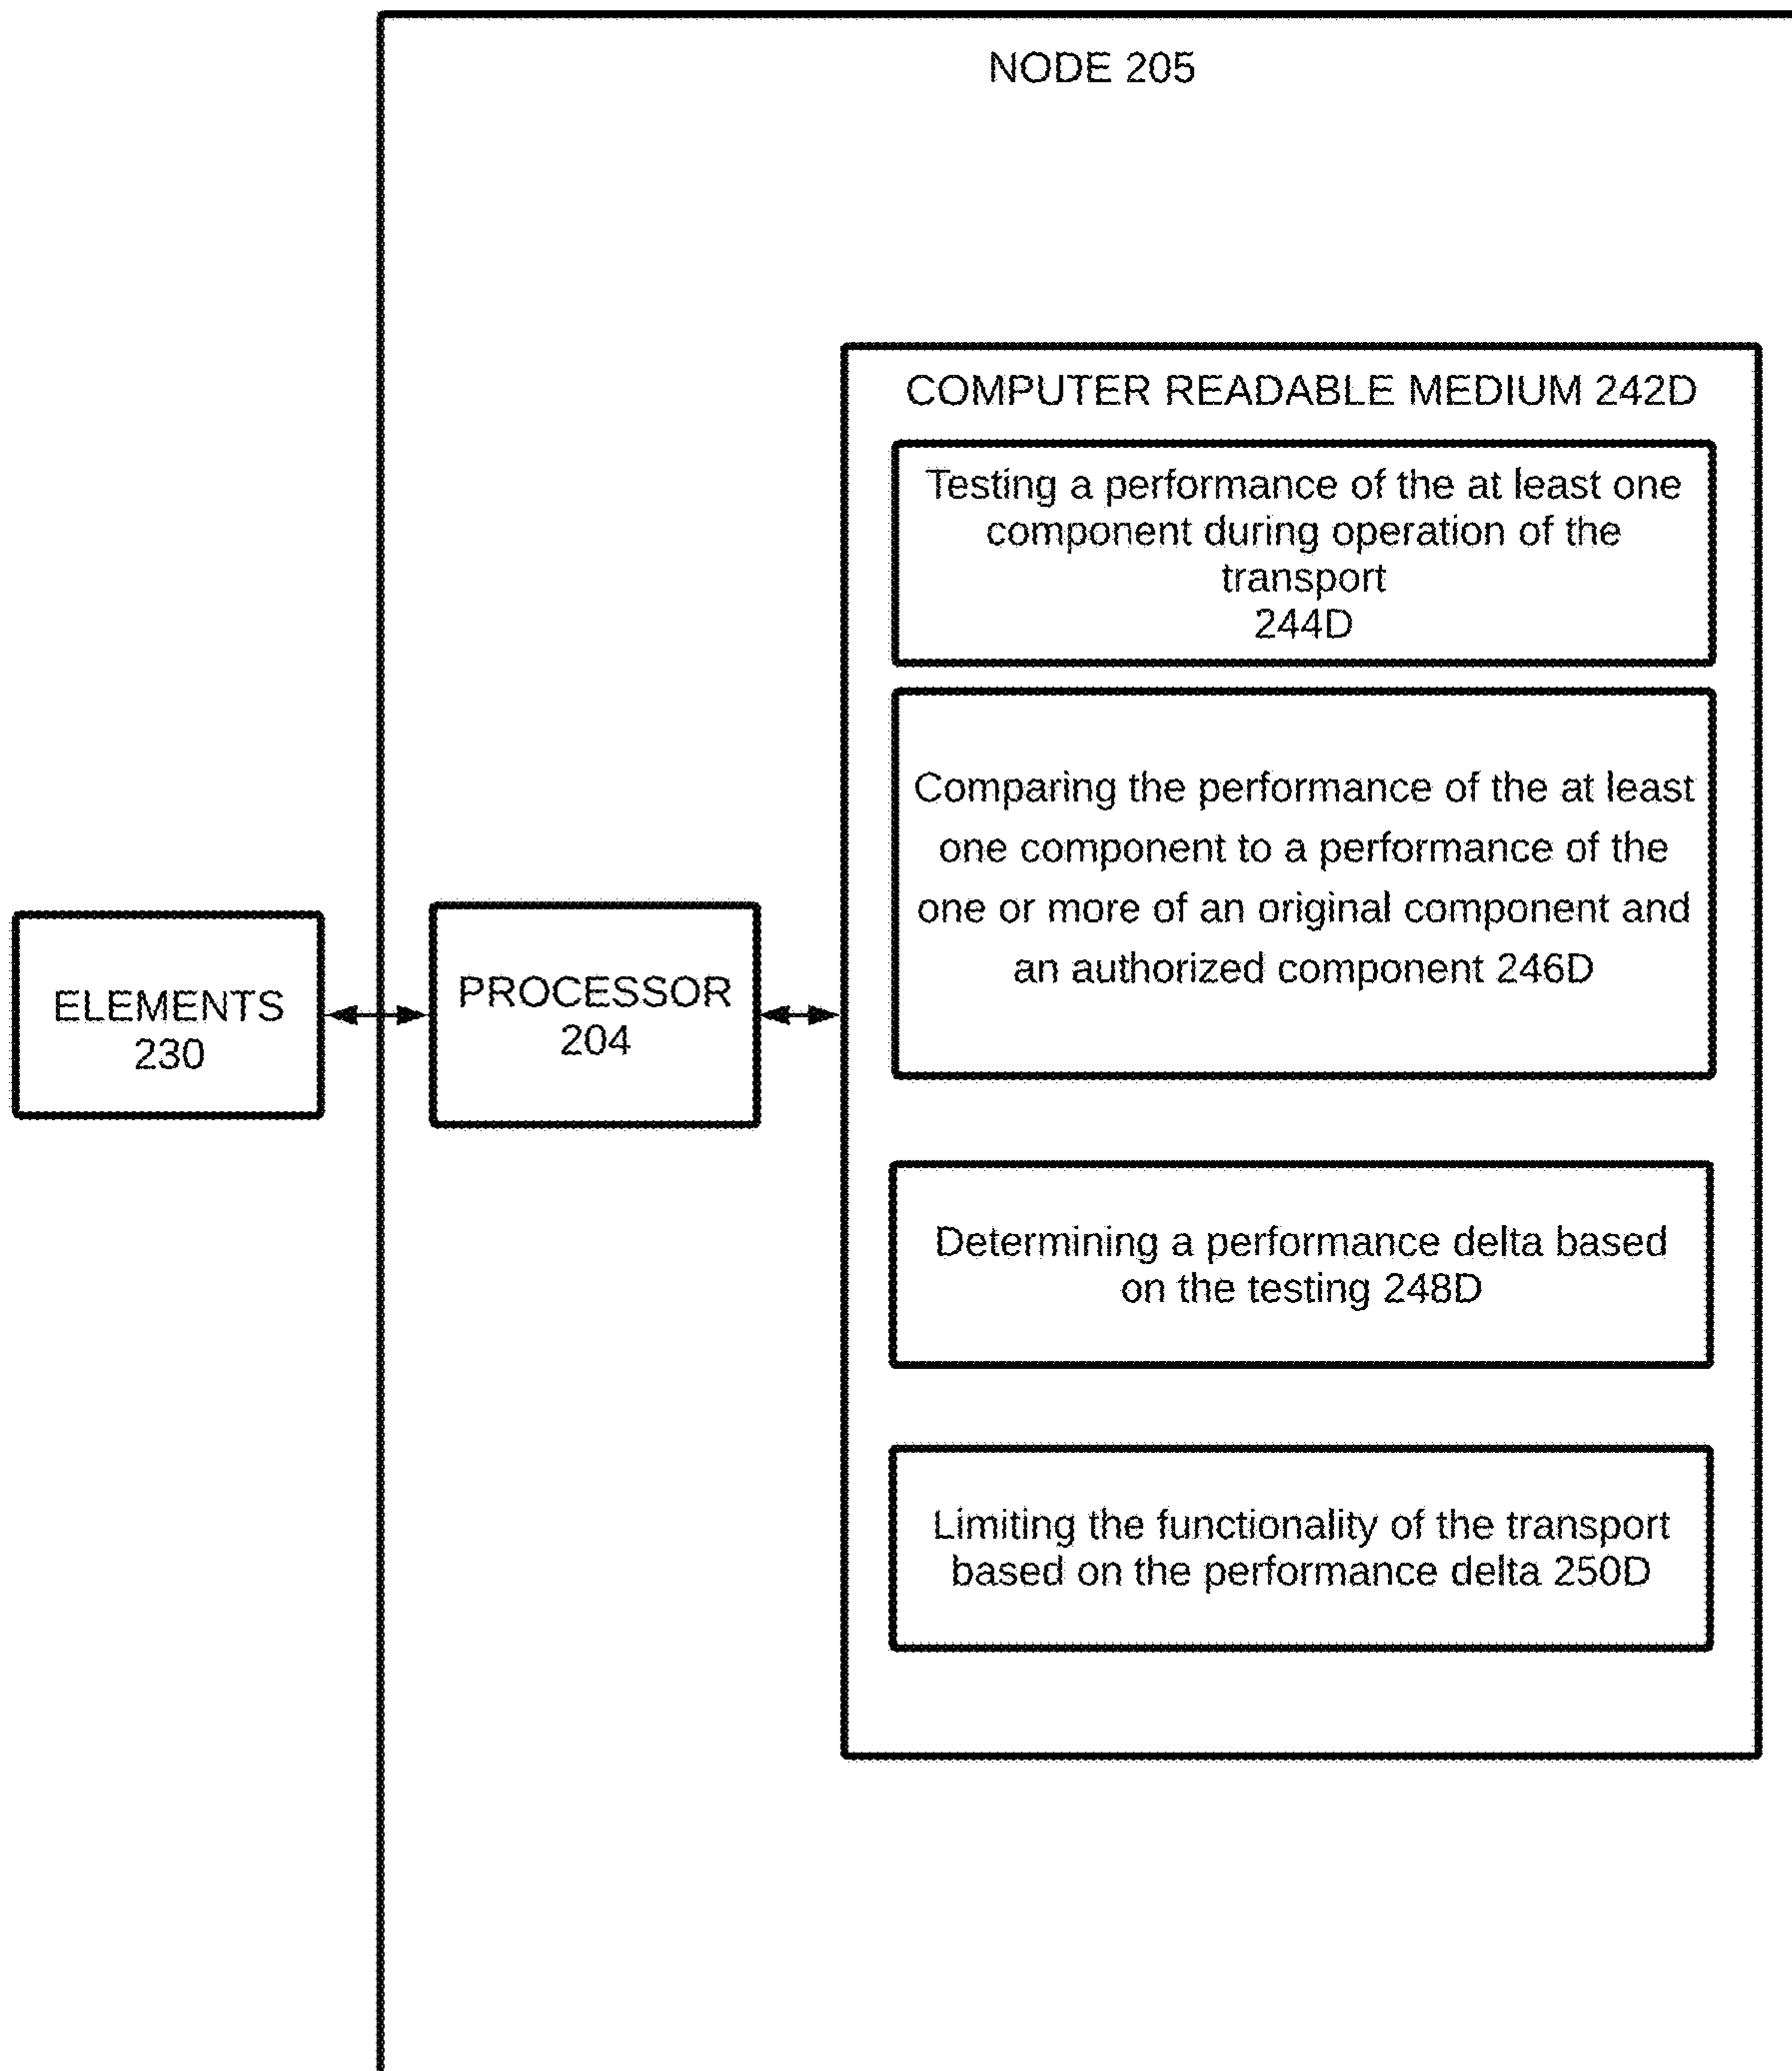 NODE 205
COMPUTER READABLE MEDIUM 242D
Testing a performance of the at least one
component during operation of the
transport
244D
Comparing the performance of the at least
one component to a performance of the
one or more of an original component and
an authorized component 246D
ELEMENTS
230
PROCESSOR
204
Determining a performance delta based
on the testing 248D
Limiting the functionality of the transport
based on the performance delta 250D